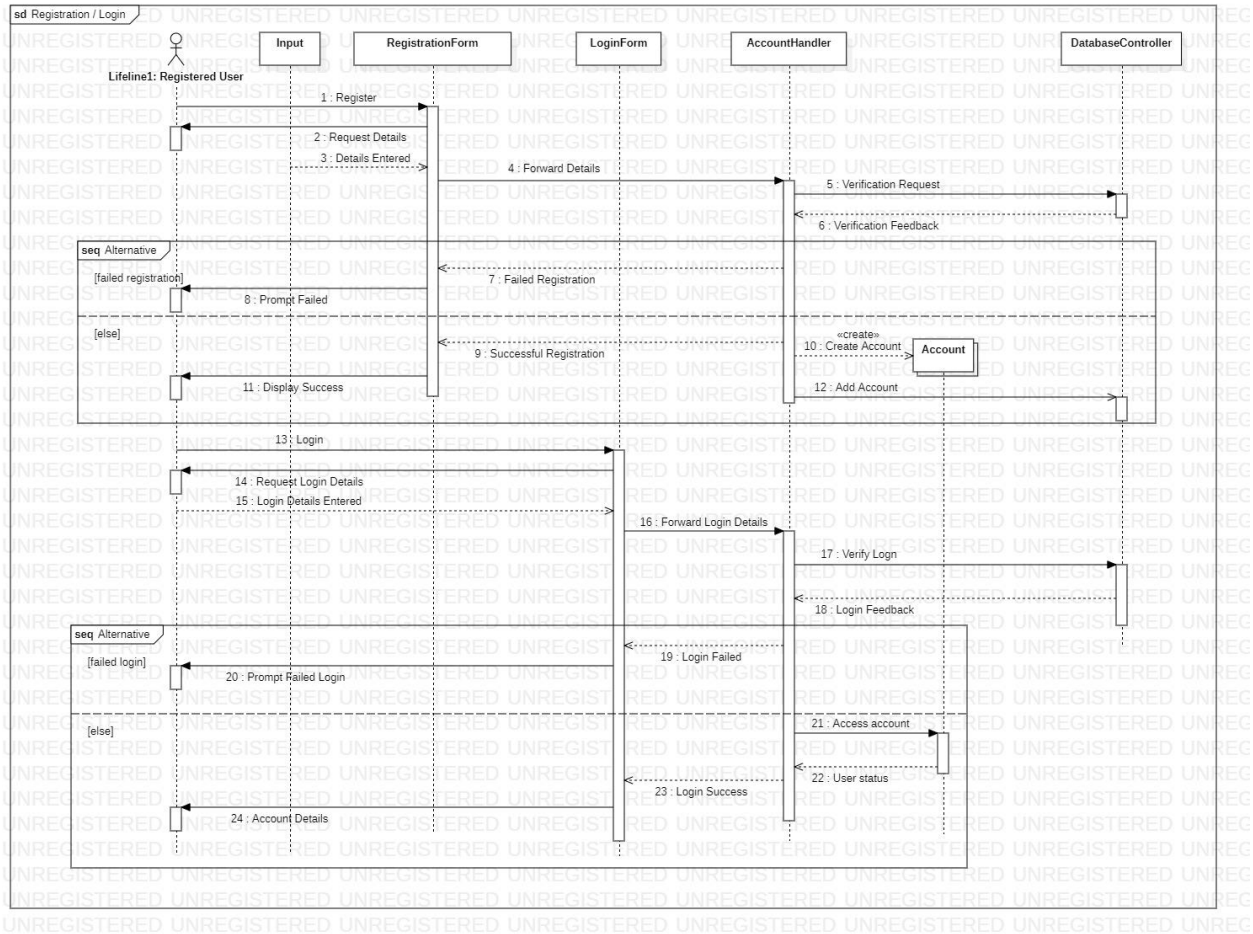 sd Registration / Login
Input
RegistrationForm
LoginForm
AccountHandler
DatabaseController
Lifeline1: Registered User
1 : Register
2 : Request Details
3 : Details Entered
4 : Forward Details
5 : Verification Request
6 : Verification Feedback
seq Alternative
[failed registration]
7 : Failed Registration
8 : Prompt Failed
[else]
«create»
10 : Create Account
Account
9 : Successful Registration
11 : Display Success
12 : Add Account
13 : Login
14 : Request Login Details
15 : Login Details Entered
16 : Forward Login Details
17 : Verify Logn
18 : Login Feedback
seq Alternative
[failed login]
19 : Login Failed
20 : Prompt Failed Login
[else]
21 : Access account
22 : User status
23 : Login Success
24 : Account Details
UNREGISTERED